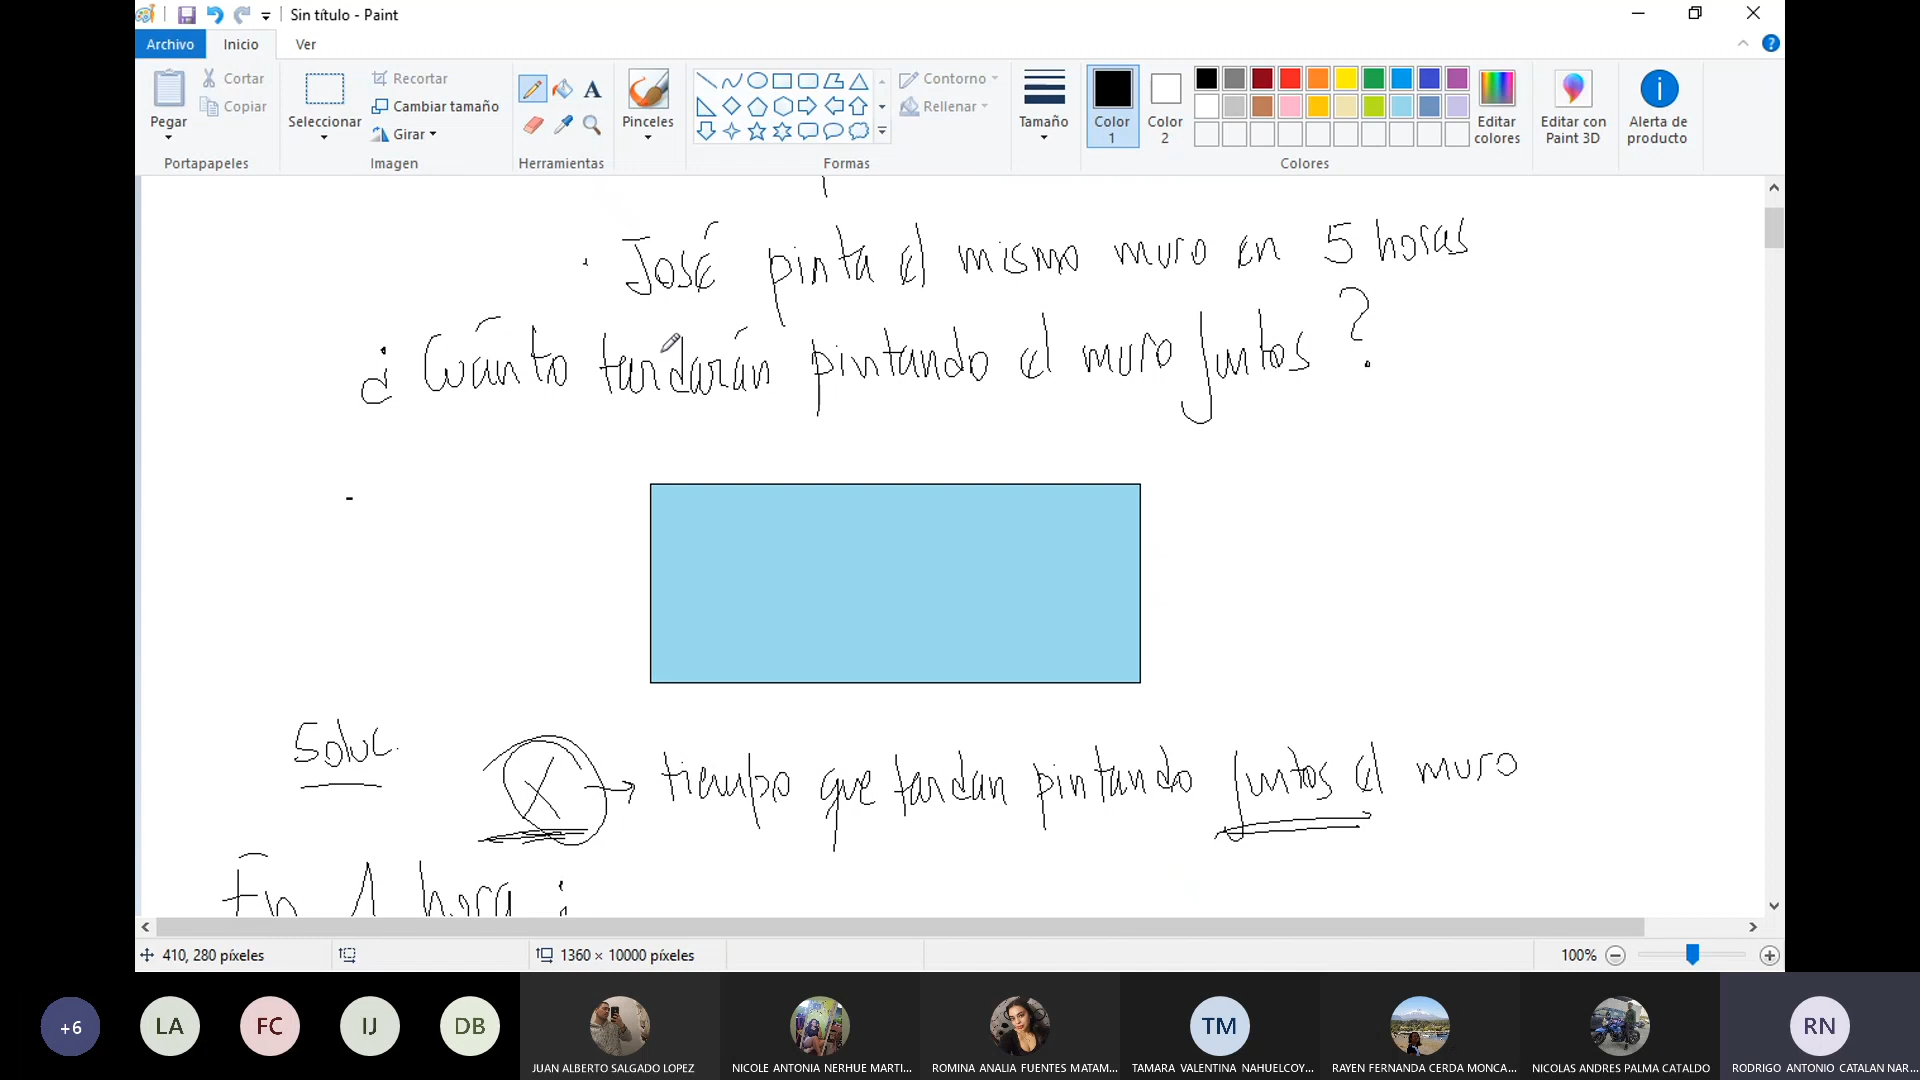 Sin título - Paint
Archivo Inicio Ver
Pegar
Cortar
Copiar
Portapapeles
Seleccionar
Recortar
Cambiar tamaño
Girar
Imagen
Herramientas
Pinceles
Contorno
Rellenar
Formas
Tamaño
Color 1
Color 2
Editar colores
Colores
Editar con Paint 3D
Alerta de producto
· José pinta el mismo muro en 5 horas
¿Cuánto tardarán pintando el muro juntos?
-
Soluc.
X → tiempo que tardan pintando juntos el muro
En 1 hora :
410, 280 píxeles
1360 × 10000 píxeles
100%
+6 LA FC IJ DB TM RN
JUAN ALBERTO SALGADO LOPEZ
NICOLE ANTONIA NERHUE MARTI...
ROMINA ANALIA FUENTES MATAM...
TAMARA VALENTINA NAHUELCOY...
RAYEN FERNANDA CERDA MONCA...
NICOLAS ANDRES PALMA CATALDO
RODRIGO ANTONIO CATALAN NAR...